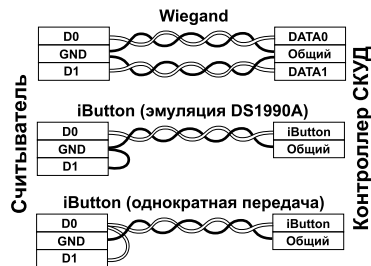 Wiegand
Считыватель
Контроллер СКУД
D0 DATA0
GND Общий
D1 DATA1
iButton (эмуляция DS1990A)
D0 iButton
GND Общий
D1
iButton (однократная передача)
D0 iButton
GND Общий
D1